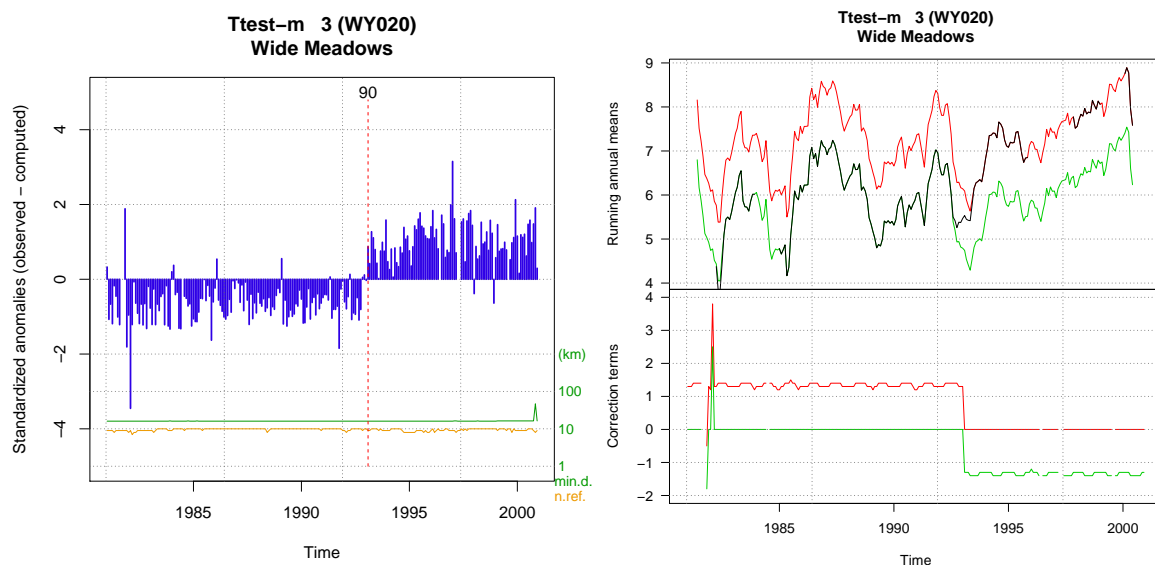 Ttest−m 3 (WY020)
Wide Meadows
Standardized anomalies (observed − computed)
4
2
0
−2
−4
90
(km)
100
10
1
min.d.
n.ref.
1985
1990
1995
2000
Time
Ttest−m 3 (WY020)
Wide Meadows
Running annual means
9
8
7
6
5
4
Correction terms
4
3
2
1
0
−1
−2
1985
1990
1995
2000
Time